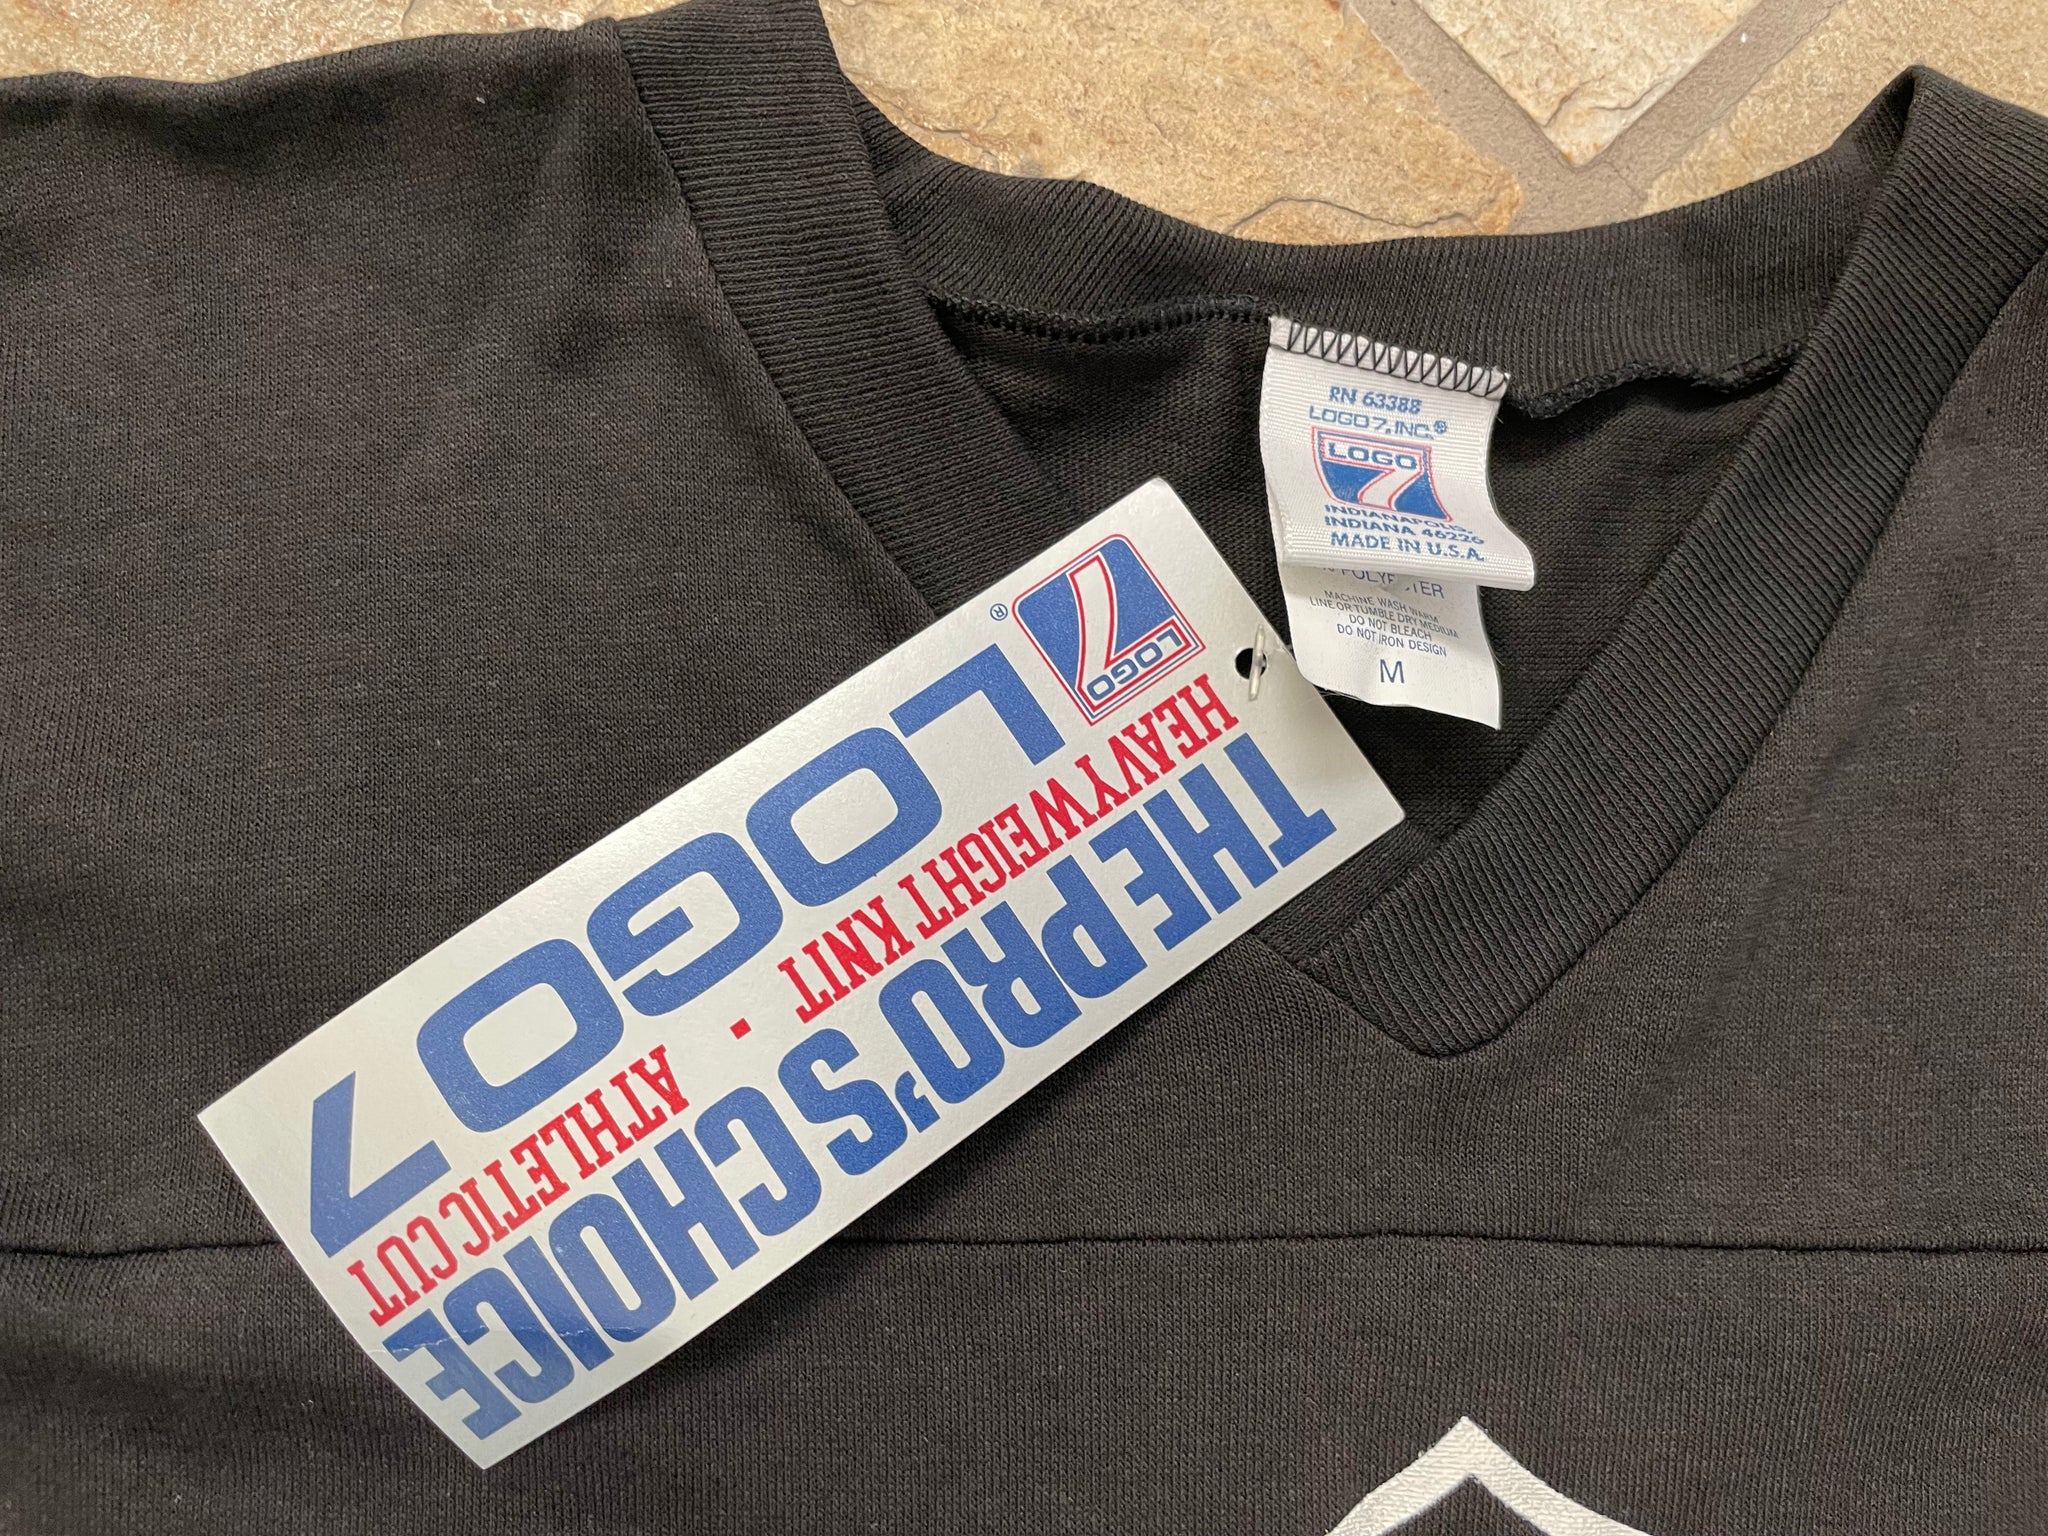 RN 63388
LOGO 7, INC.®
LOGO
7
INDIANAPOLIS,
INDIANA 46226
MADE IN U.S.A.
MACHINE WASH WARM
LINE OR TUMBLE DRY MEDIUM
DO NOT BLEACH
DO NOT IRON DESIGN
M
THE PRO'S CHOICE
HEAVYWEIGHT KNIT · ATHLETIC CUT
LOGO
7
LOGO 7
®